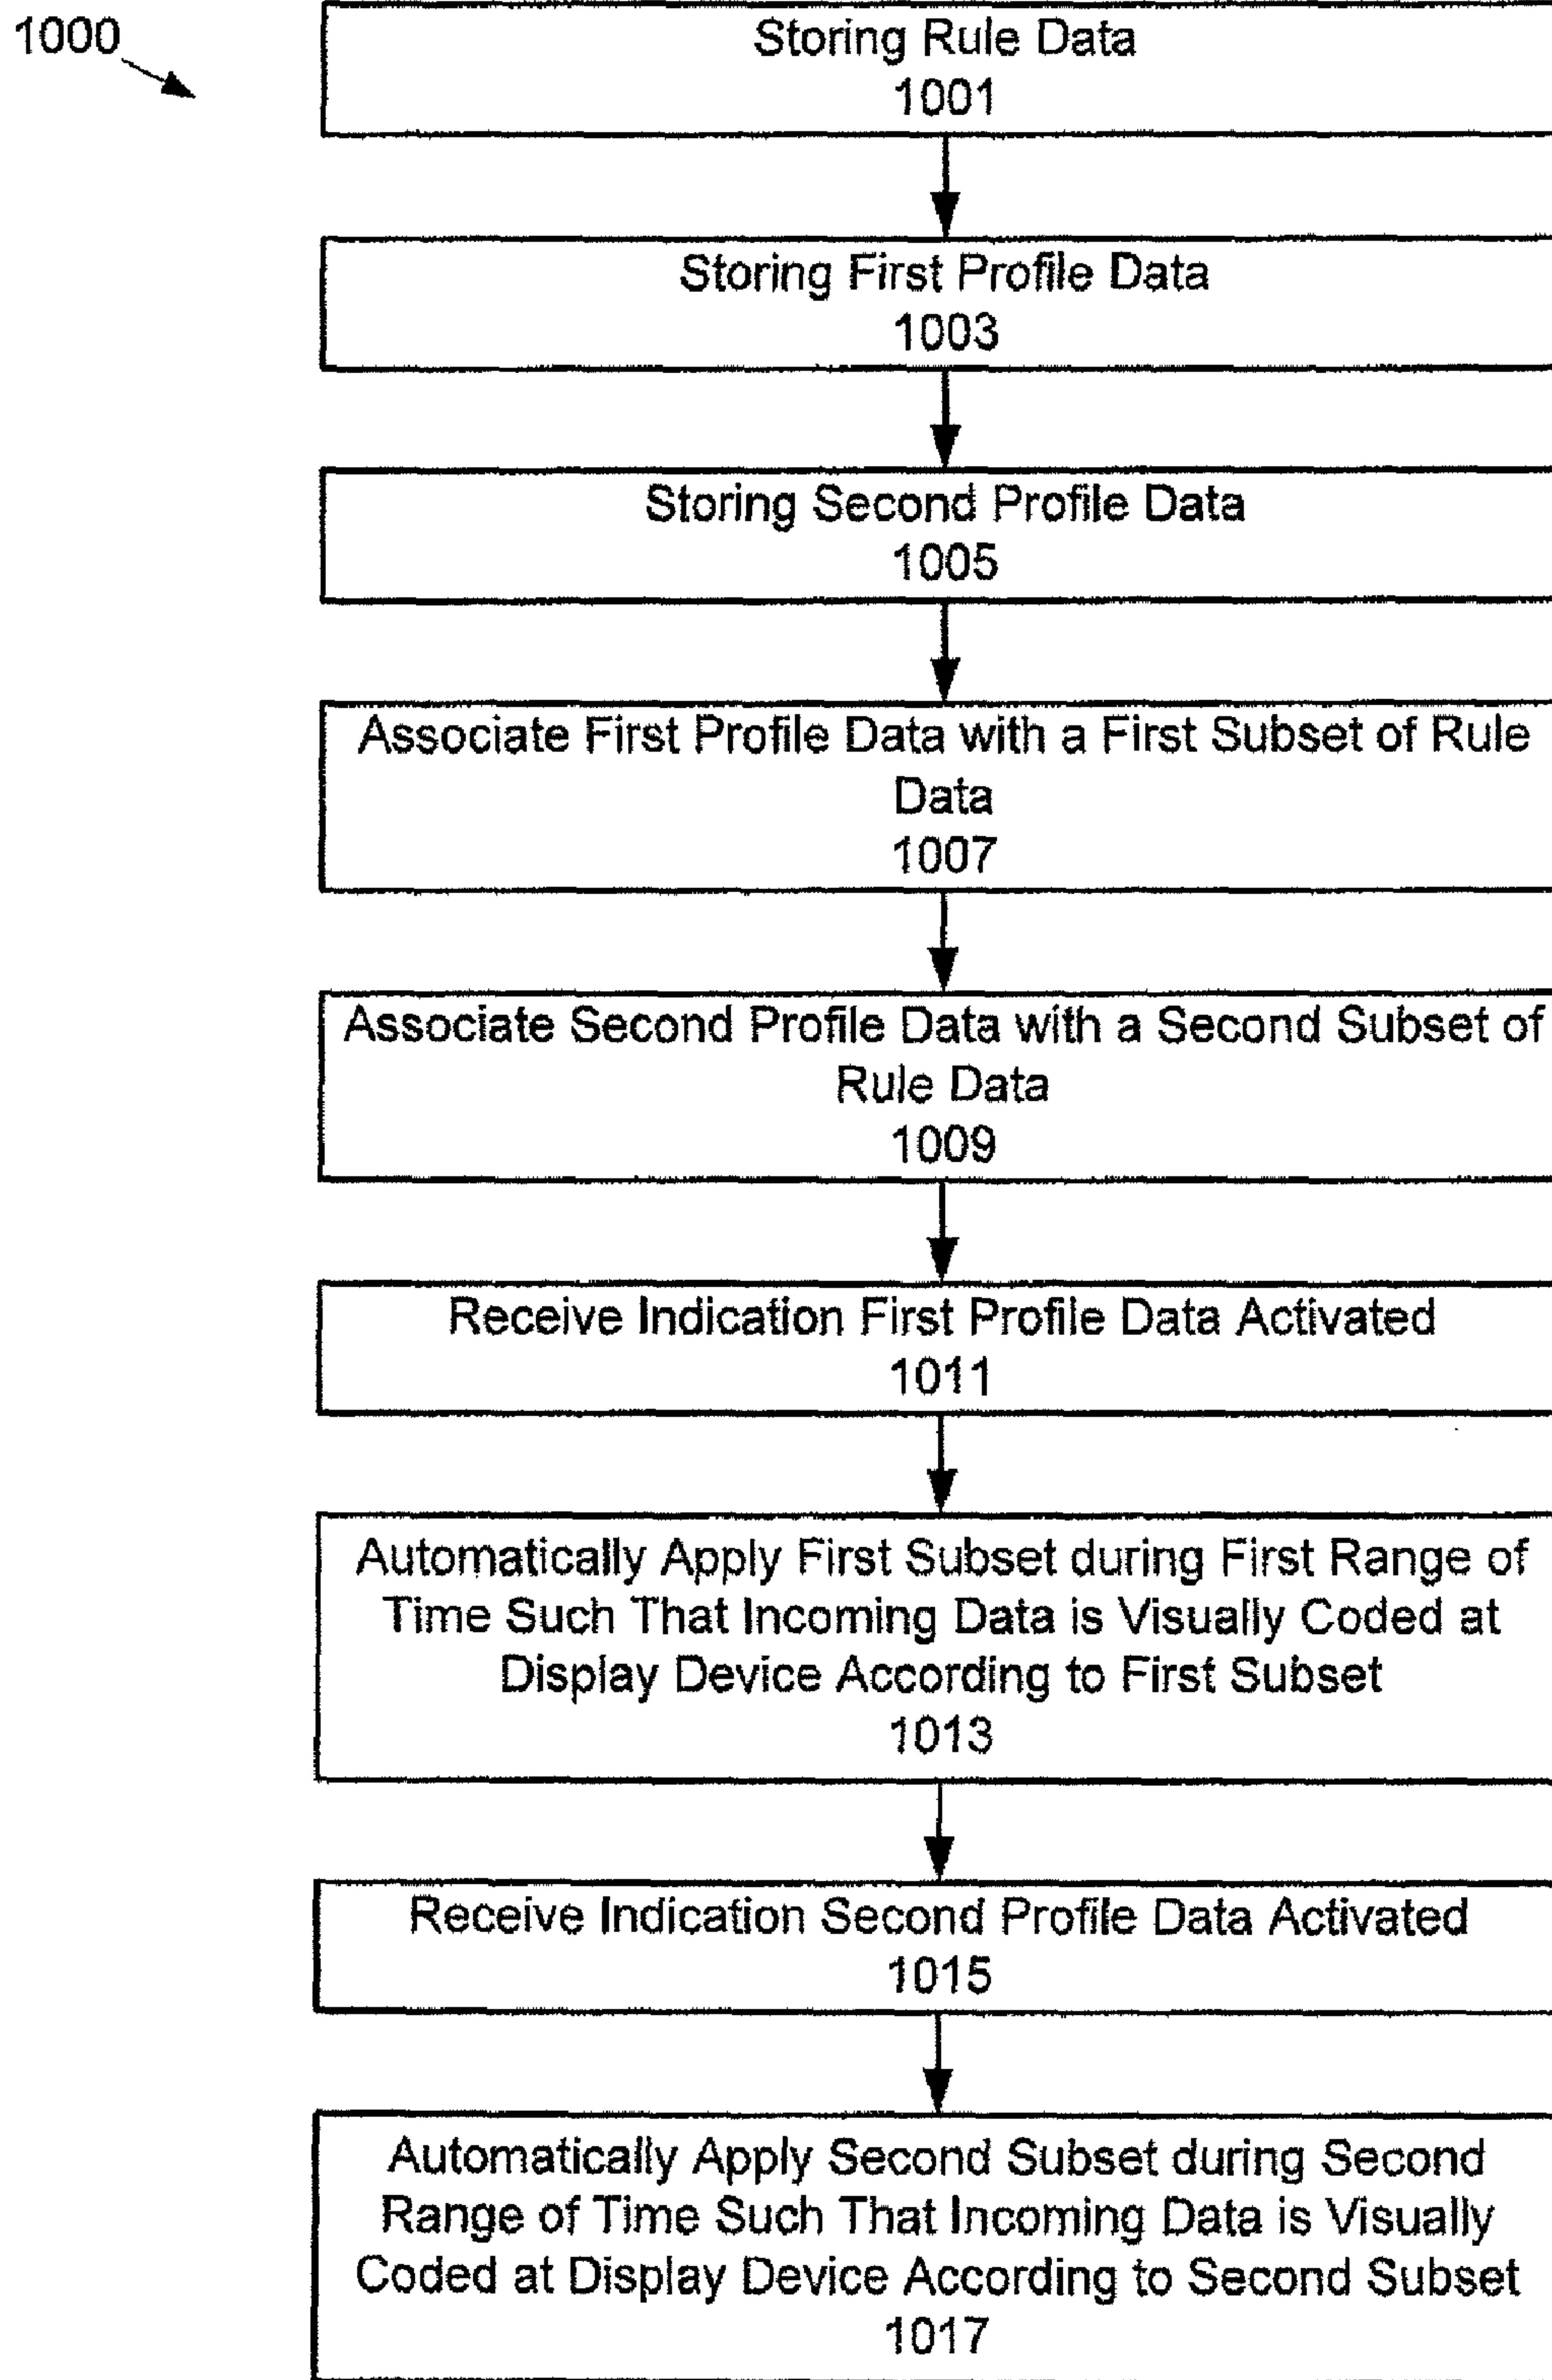 1000
Storing Rule Data
1001
Storing First Profile Data
1003
Storing Second Profile Data
1005
Associate First Profile Data with a First Subset of Rule
Data
1007
Associate Second Profile Data with a Second Subset of
Rule Data
1009
Receive Indication First Profile Data Activated
1011
Automatically Apply First Subset during First Range of
Time Such That Incoming Data is Visually Coded at
Display Device According to First Subset
1013
Receive Indication Second Profile Data Activated
1015
Automatically Apply Second Subset during Second
Range of Time Such That Incoming Data is Visually
Coded at Display Device According to Second Subset
1017